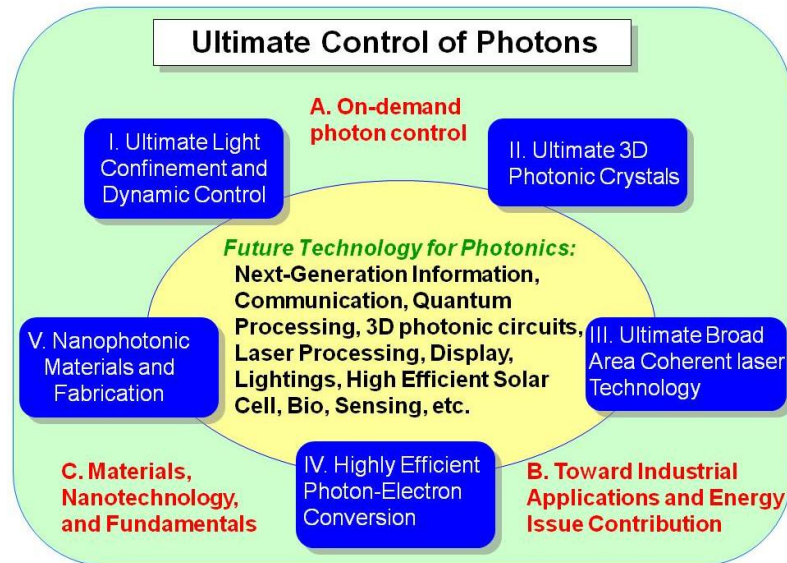 Ultimate Control of Photons
A. On-demand
photon control
I. Ultimate Light
Confinement and
Dynamic Control
II. Ultimate 3D
Photonic Crystals
Future Technology for Photonics:
Next-Generation Information,
Communication, Quantum
Processing, 3D photonic circuits,
Laser Processing, Display,
Lightings, High Efficient Solar
Cell, Bio, Sensing, etc.
V. Nanophotonic
Materials and
Fabrication
III. Ultimate Broad
Area Coherent laser
Technology
IV. Highly Efficient
Photon-Electron
Conversion
C. Materials,
Nanotechnology,
and Fundamentals
B. Toward Industrial
Applications and Energy
Issue Contribution